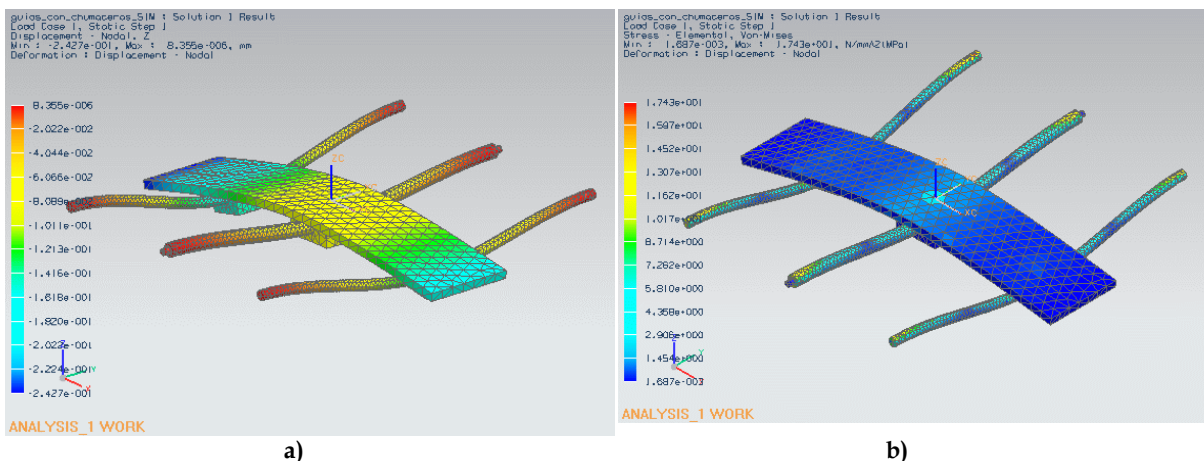 guias_con_chumaceras_SIM : Solution 1 Result
Load Case 1, Static Step 1
Displacement - Nodal, Z
Min : -2.427e-001, Max : 8.355e-006, mm
Deformation : Displacement - Nodal
8.355e-006
-2.022e-002
-4.044e-002
-6.066e-002
-8.089e-002
-1.011e-001
-1.213e-001
-1.416e-001
-1.618e-001
-1.820e-001
-2.022e-001
-2.224e-001
-2.427e-001
ZC
Z
Y
X
ANALYSIS_1 WORK
a)
guias_con_chumaceras_SIM : Solution 1 Result
Load Case 1, Static Step 1
Stress - Elemental, Von-Mises
Min : 1.687e-003, Max : 1.743e+001, N/mm^2(MPa)
Deformation : Displacement - Nodal
1.743e+001
1.597e+001
1.452e+001
1.307e+001
1.162e+001
1.017e+001
8.714e+000
7.262e+000
5.810e+000
4.358e+000
2.906e+000
1.454e+000
1.687e-003
ZC
XC
Z
Y
ANALYSIS_1 WORK
b)